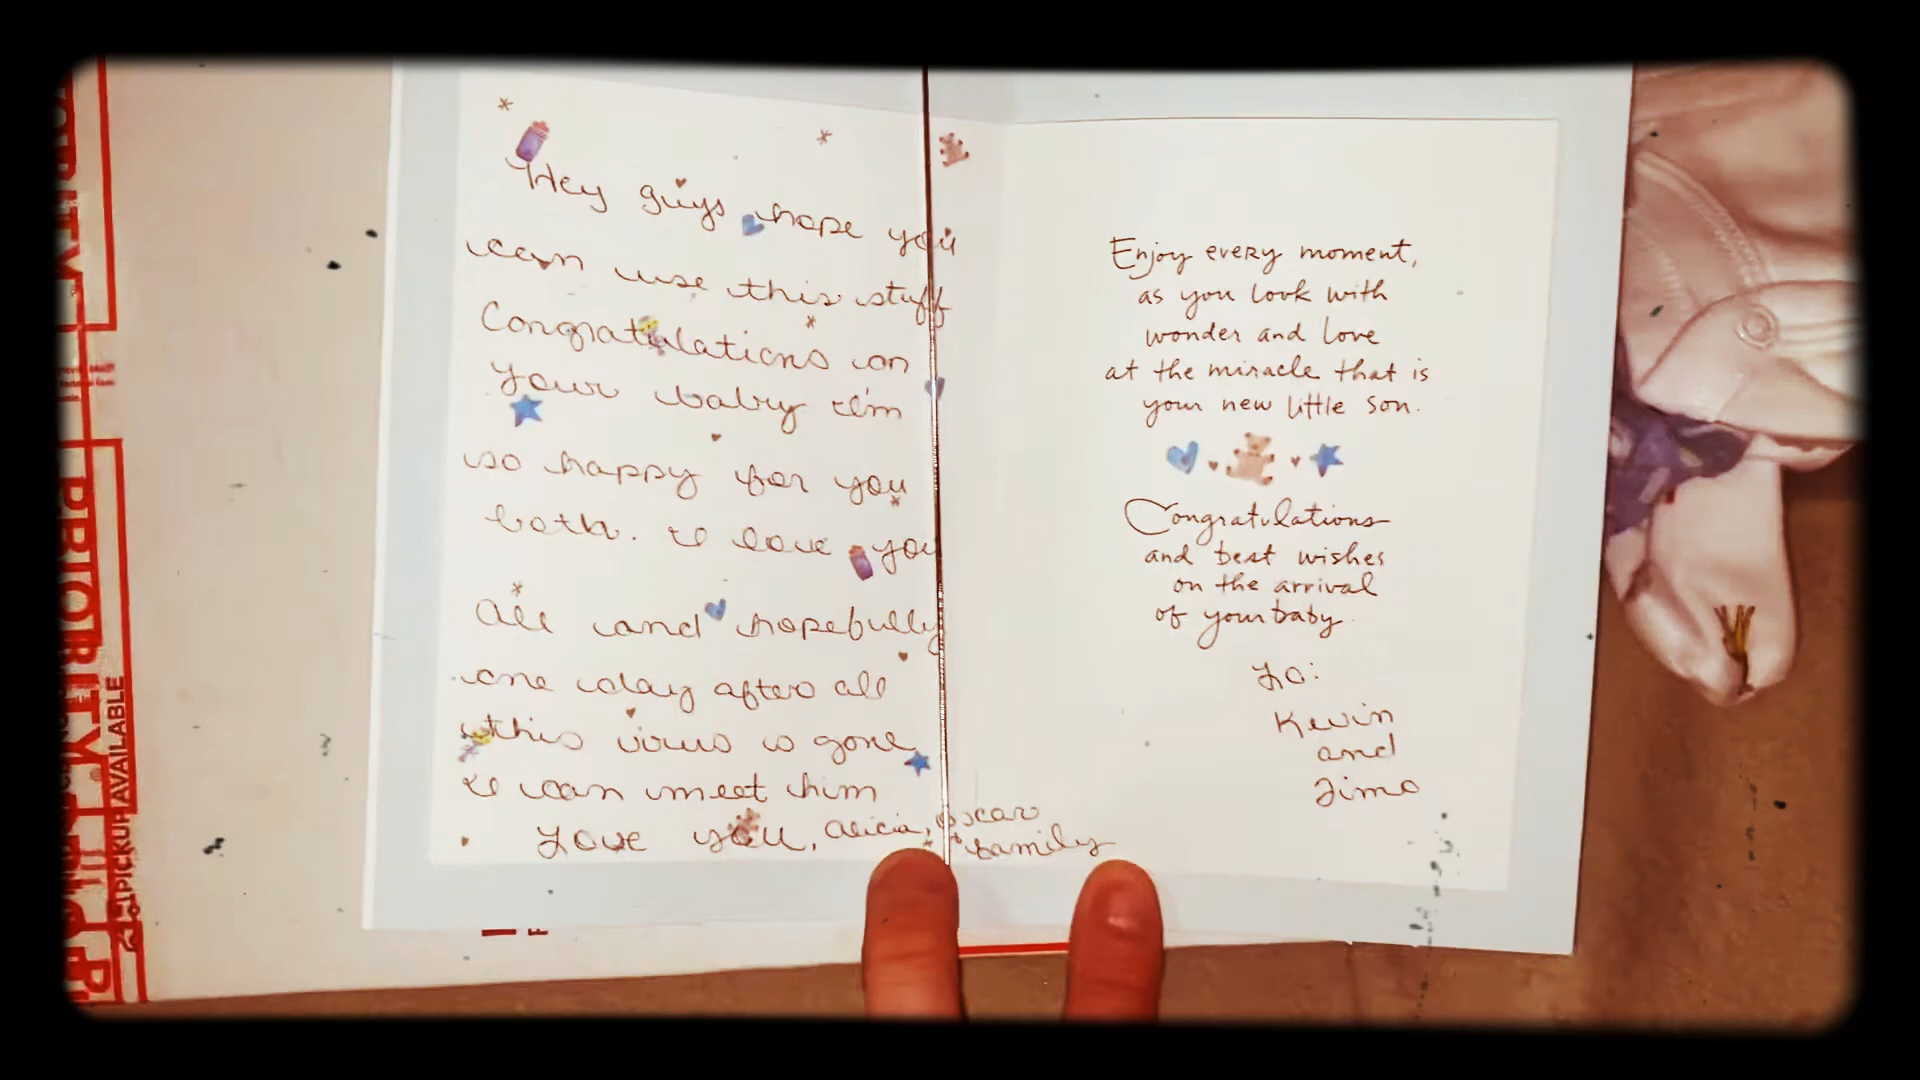 PRIORITY
PRIORITY
PICKUP AVAILABLE
Hey guys hope you
can use this stuff
Congratulations on
your baby I'm
so happy for you
both. I love you
all and hopefully
one day after all
this virus is gone
I can meet him
Love you, Alicia, Oscar
+ family
Enjoy every moment,
as you look with
wonder and love
at the miracle that is
your new little son.
Congratulations
and best wishes
on the arrival
of your baby.
To:
Kevin
and